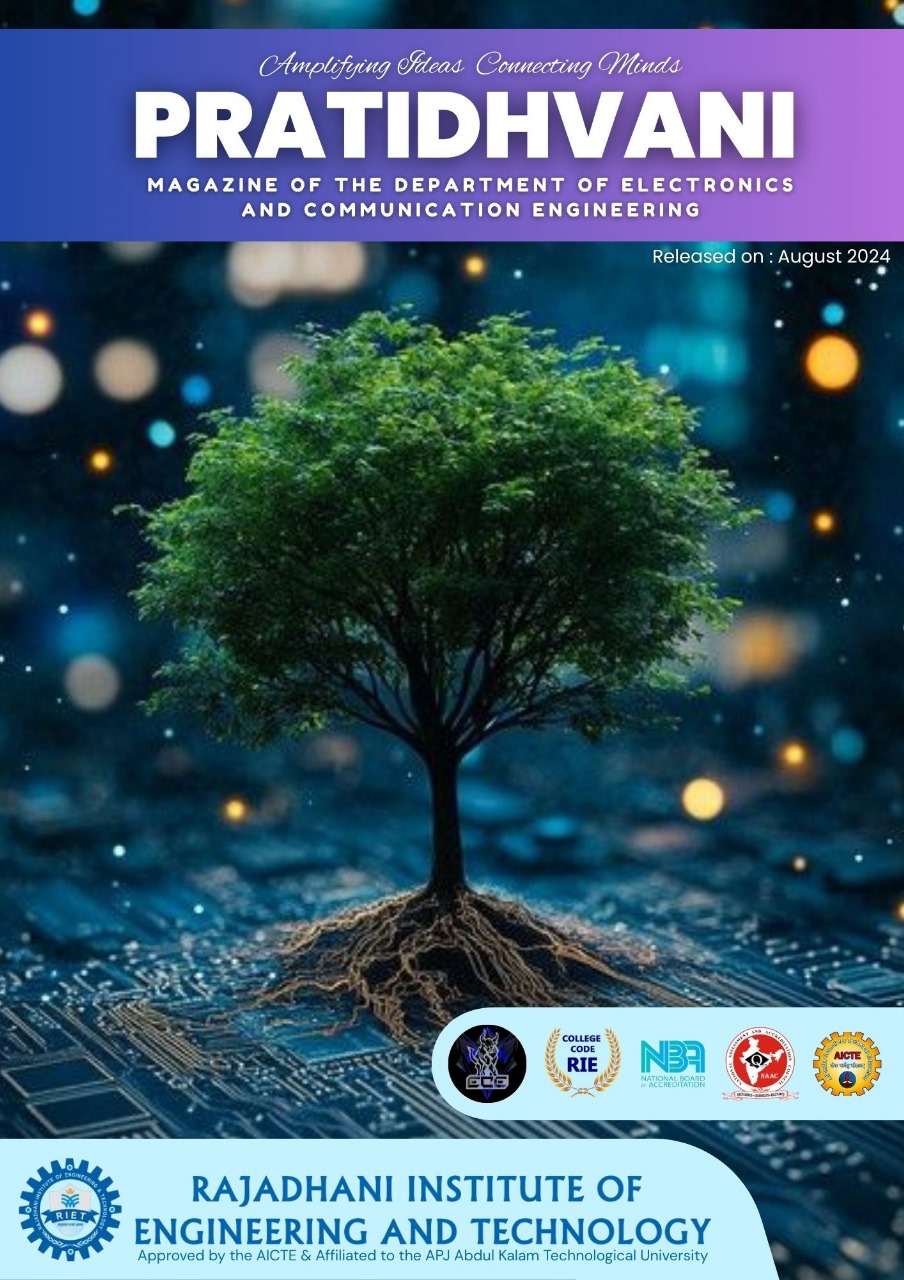 Amplifying Ideas Connecting Minds
PRATIDHVANI
MAGAZINE OF THE DEPARTMENT OF ELECTRONICS
AND COMMUNICATION ENGINEERING
Released on : August 2024
COLLEGE
CODE
RIE
NBA
NATIONAL BOARD
of ACCREDITATION
NAAC
AICTE
RIET
RAJADHANI INSTITUTE OF
ENGINEERING AND TECHNOLOGY
Approved by the AICTE & Affiliated to the APJ Abdul Kalam Technological University